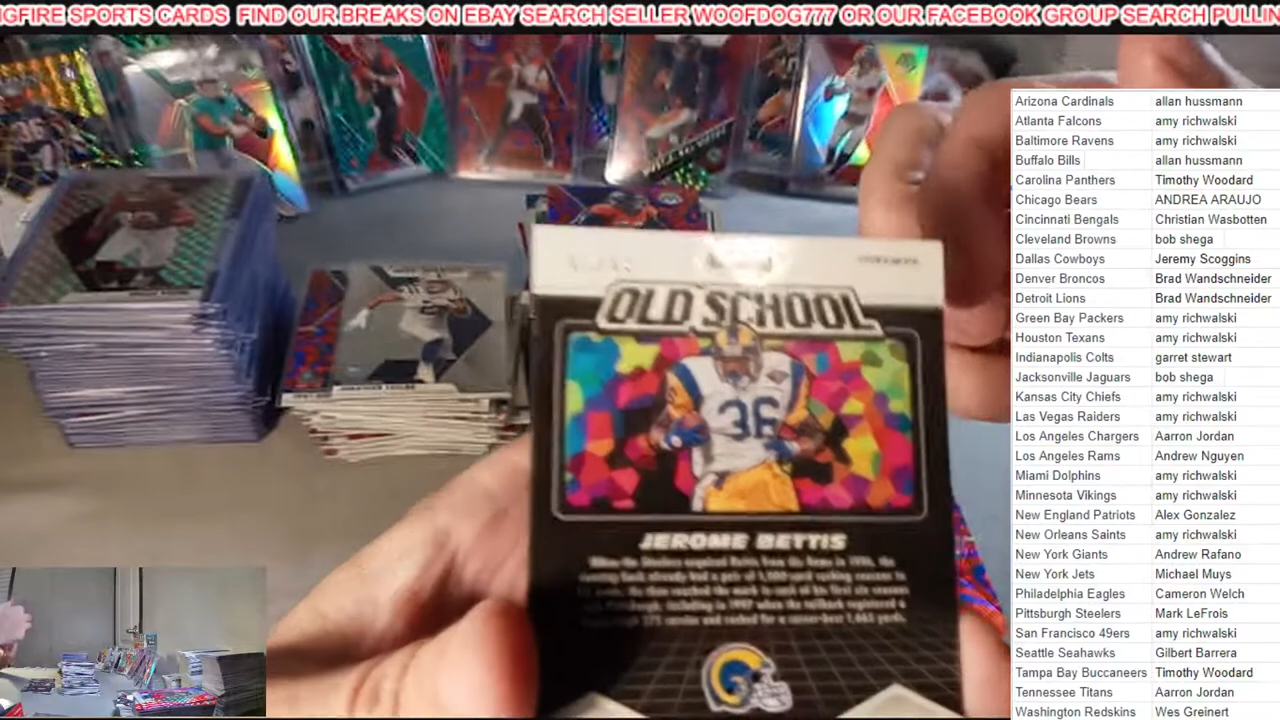 NGFIRE SPORTS CARDS FIND OUR BREAKS ON EBAY SEARCH SELLER WOOFDOG777 OR OUR FACEBOOK GROUP SEARCH PULLIN
OLD SCHOOL
36
JEROME BETTIS
Arizona Cardinals allan hussmann
Atlanta Falcons amy richwalski
Baltimore Ravens amy richwalski
Buffalo Bills allan hussmann
Carolina Panthers Timothy Woodard
Chicago Bears ANDREA ARAUJO
Cincinnati Bengals Christian Wasbotten
Cleveland Browns bob shega
Dallas Cowboys Jeremy Scoggins
Denver Broncos Brad Wandschneider
Detroit Lions Brad Wandschneider
Green Bay Packers amy richwalski
Houston Texans amy richwalski
Indianapolis Colts garret stewart
Jacksonville Jaguars bob shega
Kansas City Chiefs amy richwalski
Las Vegas Raiders amy richwalski
Los Angeles Chargers Aarron Jordan
Los Angeles Rams Andrew Nguyen
Miami Dolphins amy richwalski
Minnesota Vikings amy richwalski
New England Patriots Alex Gonzalez
New Orleans Saints amy richwalski
New York Giants Andrew Rafano
New York Jets Michael Muys
Philadelphia Eagles Cameron Welch
Pittsburgh Steelers Mark LeFrois
San Francisco 49ers amy richwalski
Seattle Seahawks Gilbert Barrera
Tampa Bay Buccaneers Timothy Woodard
Tennessee Titans Aarron Jordan
Washington Redskins Wes Greinert